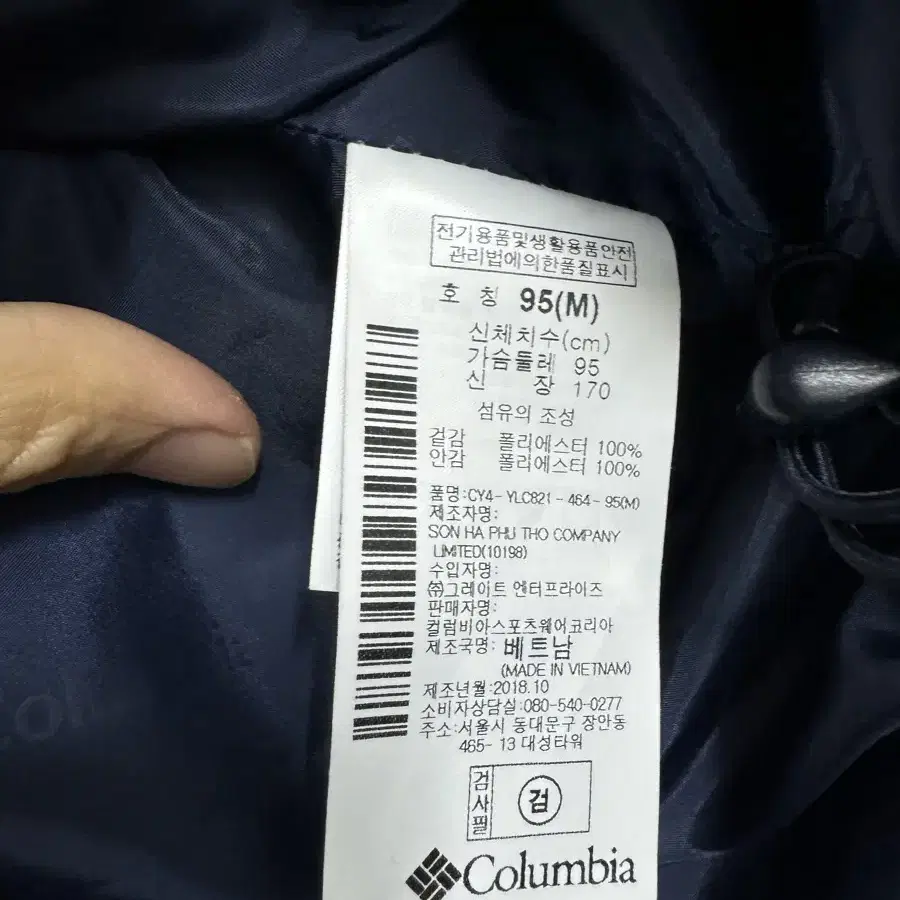 전기용품및생활용품안전
관리법에의한품질표시
호 칭 95(M)
신체치수(cm)
가슴둘레 95
신 장 170
섬유의 조성
겉감 폴리에스터 100%
안감 폴리에스터 100%
품명:CY4-YLC821-464-95(M)
제조자명:
SON HA PHU THO COMPANY
LIMITED(10198)
수입자명:
㈜그레이트 엔터프라이즈
판매자명:
컬럼비아스포츠웨어코리아
제조국명: 베트남
(MADE IN VIETNAM)
제조년월:2018.10
소비자상담실:080-540-0277
주소:서울시 동대문구 장안동
465-13 대성타워
검사필
검
Columbia